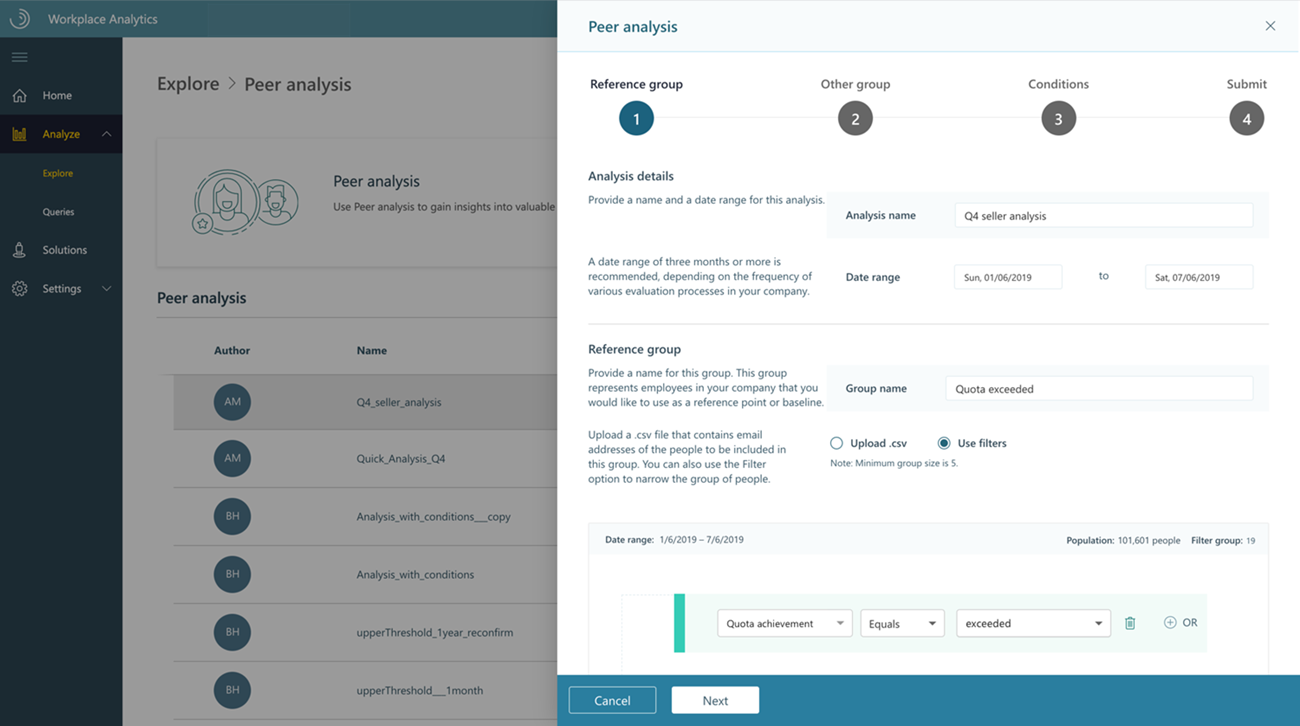 Workplace Analytics
Home
Analyze
Explore
Queries
Solutions
Settings
Explore > Peer analysis
Peer analysis
Use Peer analysis to gain insights into valuable
Peer analysis
Author Name
AM Q4_seller_analysis
AM Quick_Analysis_Q4
BH Analysis_with_conditions___copy
BH Analysis_with_conditions
BH upperThreshold_1year_reconfirm
BH upperThreshold___1month
Peer analysis
Reference group Other group Conditions Submit
1 2 3 4
Analysis details
Provide a name and a date range for this analysis.
Analysis name Q4 seller analysis
A date range of three months or more is
recommended, depending on the frequency of
various evaluation processes in your company.
Date range Sun, 01/06/2019 to Sat, 07/06/2019
Reference group
Provide a name for this group. This group
represents employees in your company that you
would like to use as a reference point or baseline.
Group name Quota exceeded
Upload a .csv file that contains email
addresses of the people to be included in
this group. You can also use the Filter
option to narrow the group of people.
Upload .csv Use filters
Note: Minimum group size is 5.
Date range: 1/6/2019 – 7/6/2019 Population: 101,601 people Filter group: 19
Quota achievement Equals exceeded OR
Cancel Next